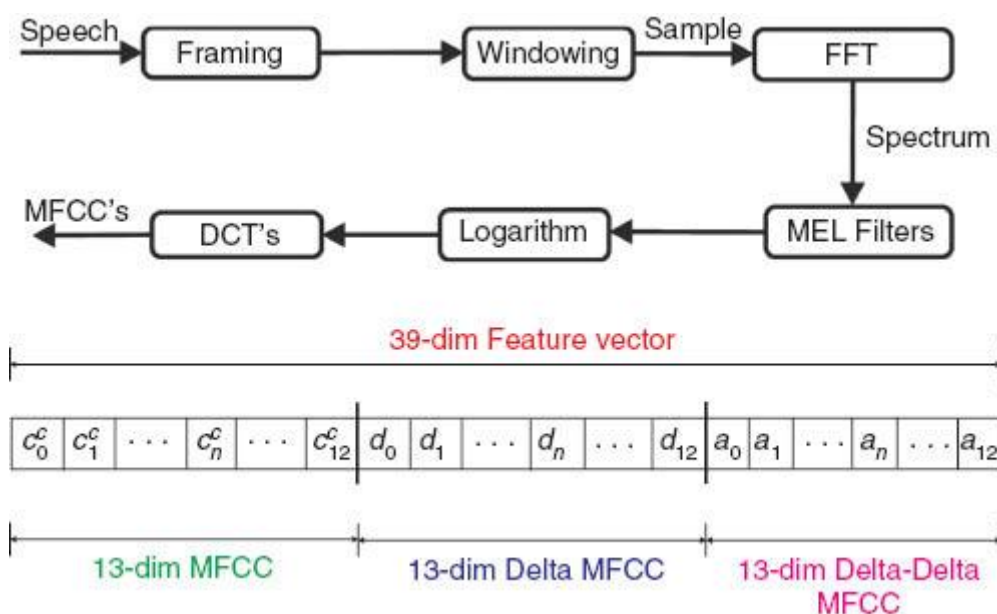 Speech
Framing
Windowing
Sample
FFT
Spectrum
MFCC's
DCT's
Logarithm
MEL Filters
39-dim Feature vector
c₀ᶜ c₁ᶜ · · · cₙᶜ · · · c₁₂ᶜ d₀ d₁ . . . dₙ . . . d₁₂ a₀ a₁ · · · aₙ . . . a₁₂
13-dim MFCC
13-dim Delta MFCC
13-dim Delta-Delta
MFCC